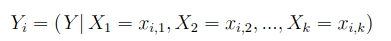 Y_i = (Y| X_1 = x_{i,1}, X_2 = x_{i,2}, ..., X_k = x_{i,k})